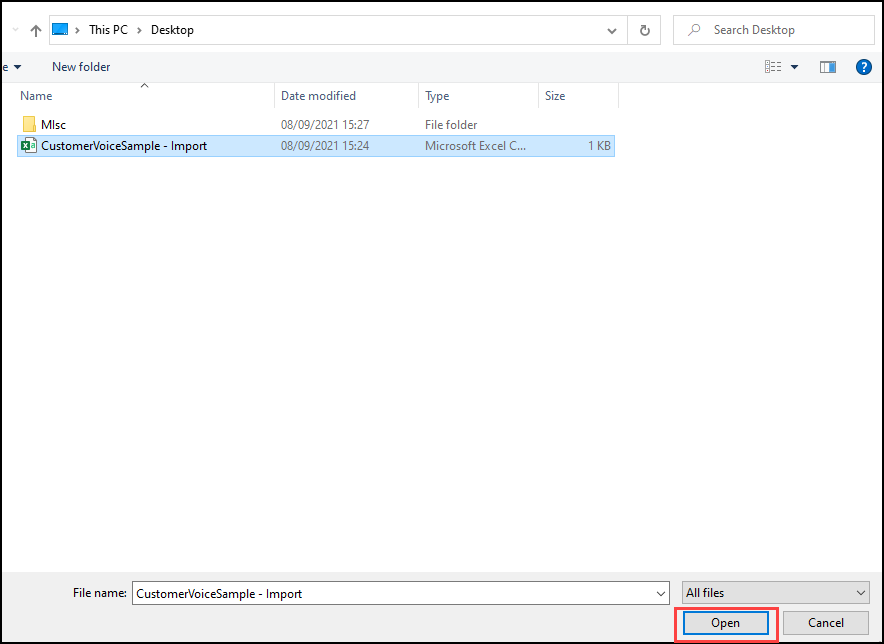 This PC > Desktop
Search Desktop
e
New folder
?
Name
Date modified
Type
Size
MIsc
08/09/2021 15:27
File folder
CustomerVoiceSample - Import
08/09/2021 15:24
Microsoft Excel C...
1 KB
File name:
CustomerVoiceSample - Import
All files
Open
Cancel